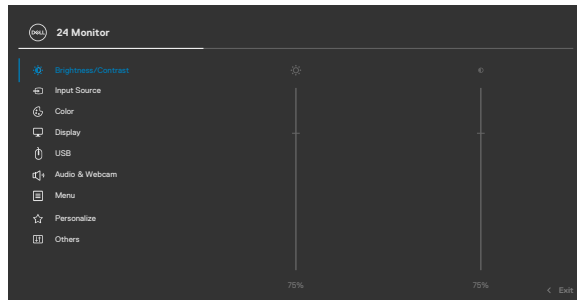 DELL 24 Monitor
Brightness/Contrast
Input Source
Color
Display
USB
Audio & Webcam
Menu
Personalize
Others
75% 75%
< Exit